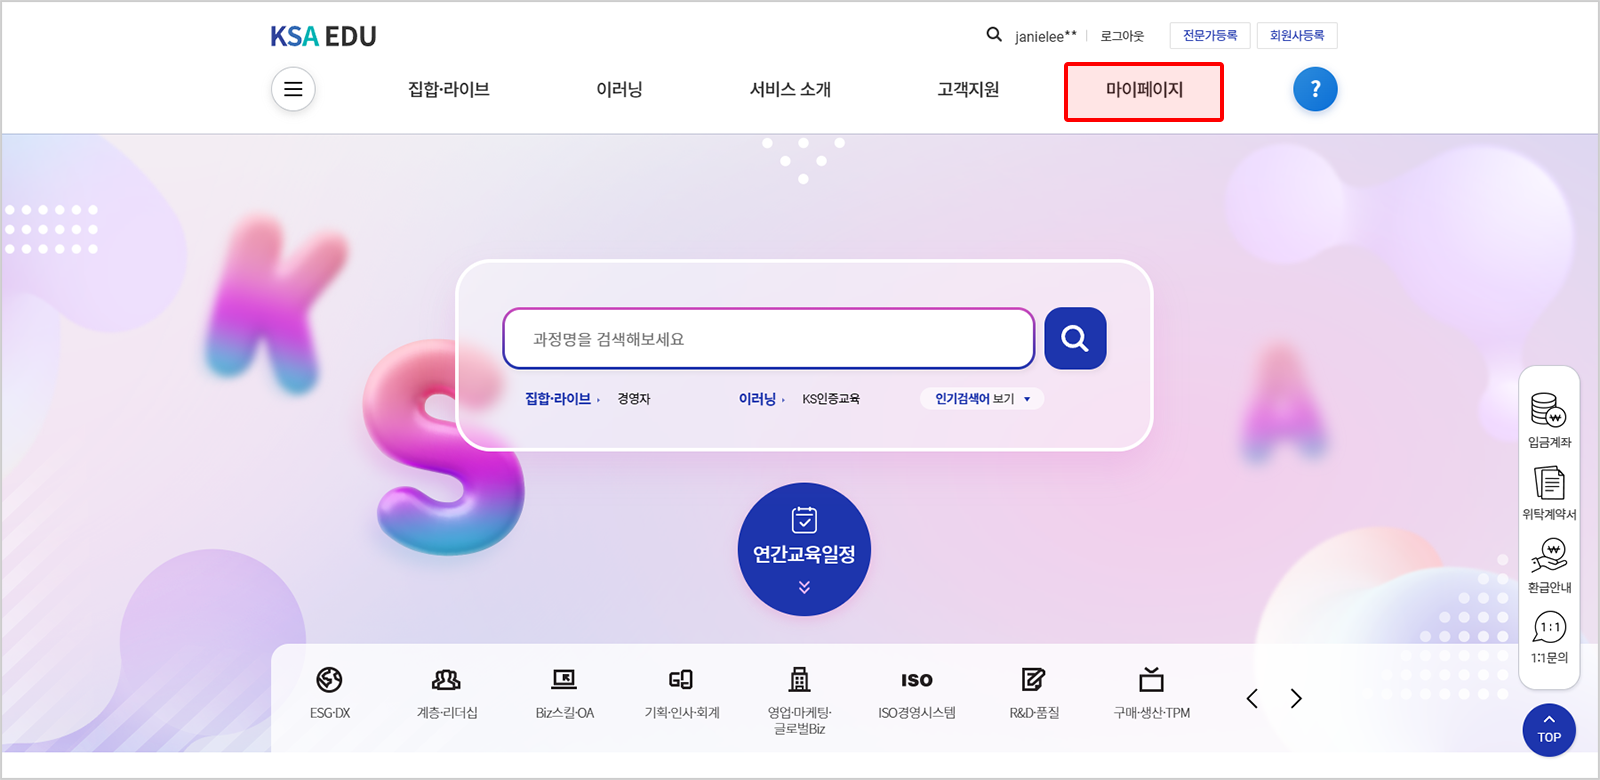 KSA EDU
janielee**
로그아웃
전문가등록
회원사등록
집합·라이브
이러닝
서비스 소개
고객지원
마이페이지
?
K
S
A
과정명을 검색해보세요
집합·라이브
경영자
이러닝
KS인증교육
인기검색어 보기
연간교육일정
입금계좌
위탁계약서
환급안내
1:1
1:1문의
ESG·DX
계층·리더십
Biz스킬·OA
기획·인사·회계
영업·마케팅·
글로벌Biz
ISO
ISO경영시스템
R&D·품질
구매·생산·TPM
TOP